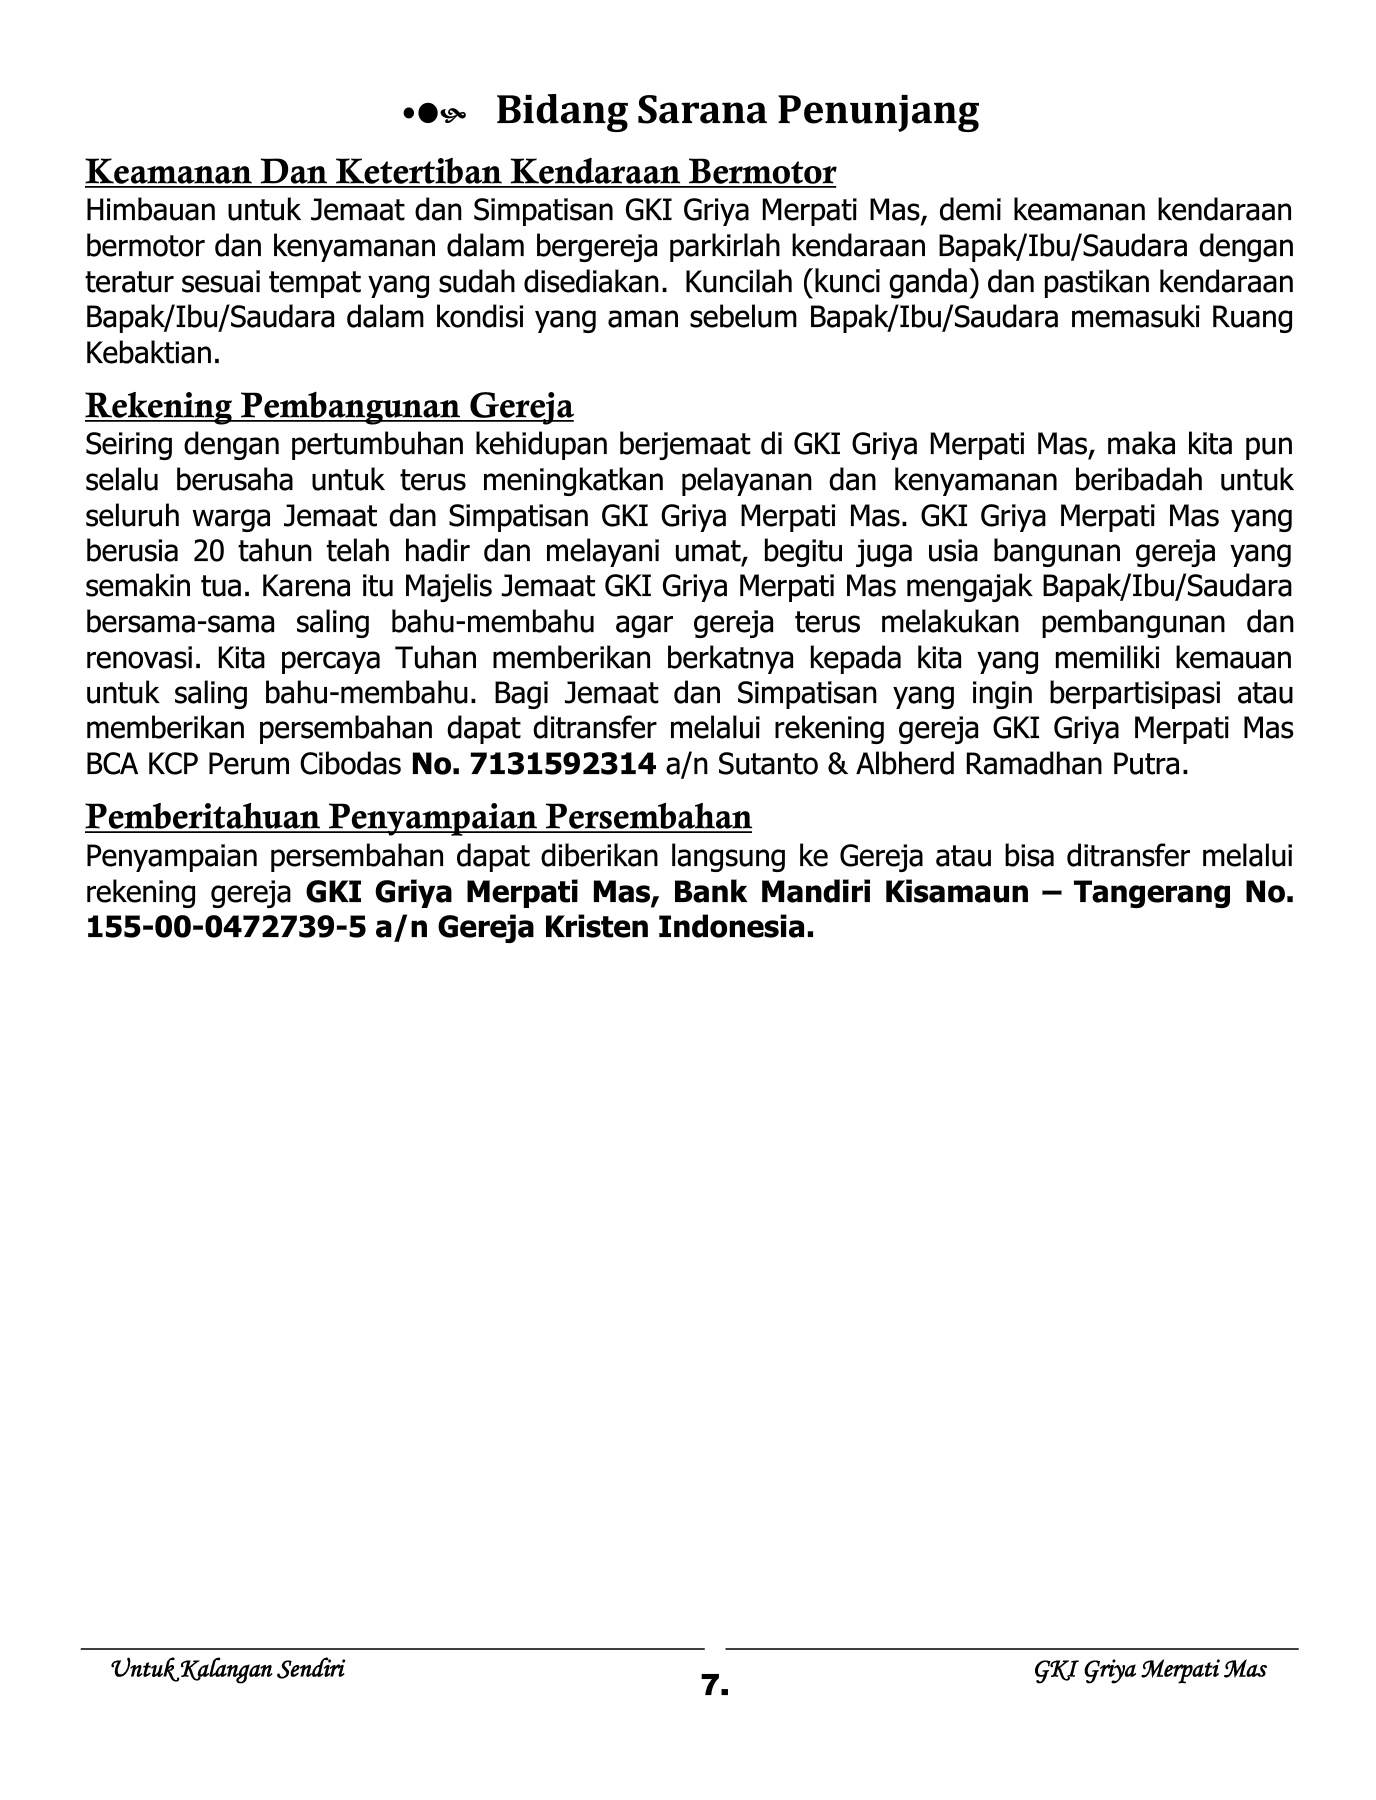 Bidang Sarana Penunjang
Keamanan Dan Ketertiban Kendaraan Bermotor
Himbauan untuk Jemaat dan Simpatisan GKI Griya Merpati Mas, demi keamanan kendaraan
bermotor dan kenyamanan dalam bergereja parkirlah kendaraan Bapak/Ibu/Saudara dengan
teratur sesuai tempat yang sudah disediakan.  Kuncilah (kunci ganda) dan pastikan kendaraan
Bapak/Ibu/Saudara dalam kondisi yang aman sebelum Bapak/Ibu/Saudara memasuki Ruang
Kebaktian.
Rekening Pembangunan Gereja
Seiring dengan pertumbuhan kehidupan berjemaat di GKI Griya Merpati Mas, maka kita pun
selalu berusaha untuk terus meningkatkan pelayanan dan kenyamanan beribadah untuk
seluruh warga Jemaat dan Simpatisan GKI Griya Merpati Mas. GKI Griya Merpati Mas yang
berusia 20 tahun telah hadir dan melayani umat, begitu juga usia bangunan gereja yang
semakin tua. Karena itu Majelis Jemaat GKI Griya Merpati Mas mengajak Bapak/Ibu/Saudara
bersama-sama saling bahu-membahu agar gereja terus melakukan pembangunan dan
renovasi. Kita percaya Tuhan memberikan berkatnya kepada kita yang memiliki kemauan
untuk saling bahu-membahu. Bagi Jemaat dan Simpatisan yang ingin berpartisipasi atau
memberikan persembahan dapat ditransfer melalui rekening gereja GKI Griya Merpati Mas
BCA KCP Perum Cibodas No. 7131592314 a/n Sutanto & Albherd Ramadhan Putra.
Pemberitahuan Penyampaian Persembahan
Penyampaian persembahan dapat diberikan langsung ke Gereja atau bisa ditransfer melalui
rekening gereja GKI Griya Merpati Mas, Bank Mandiri Kisamaun – Tangerang No.
155-00-0472739-5 a/n Gereja Kristen Indonesia.
Untuk Kalangan Sendiri
7.
GKI Griya Merpati Mas